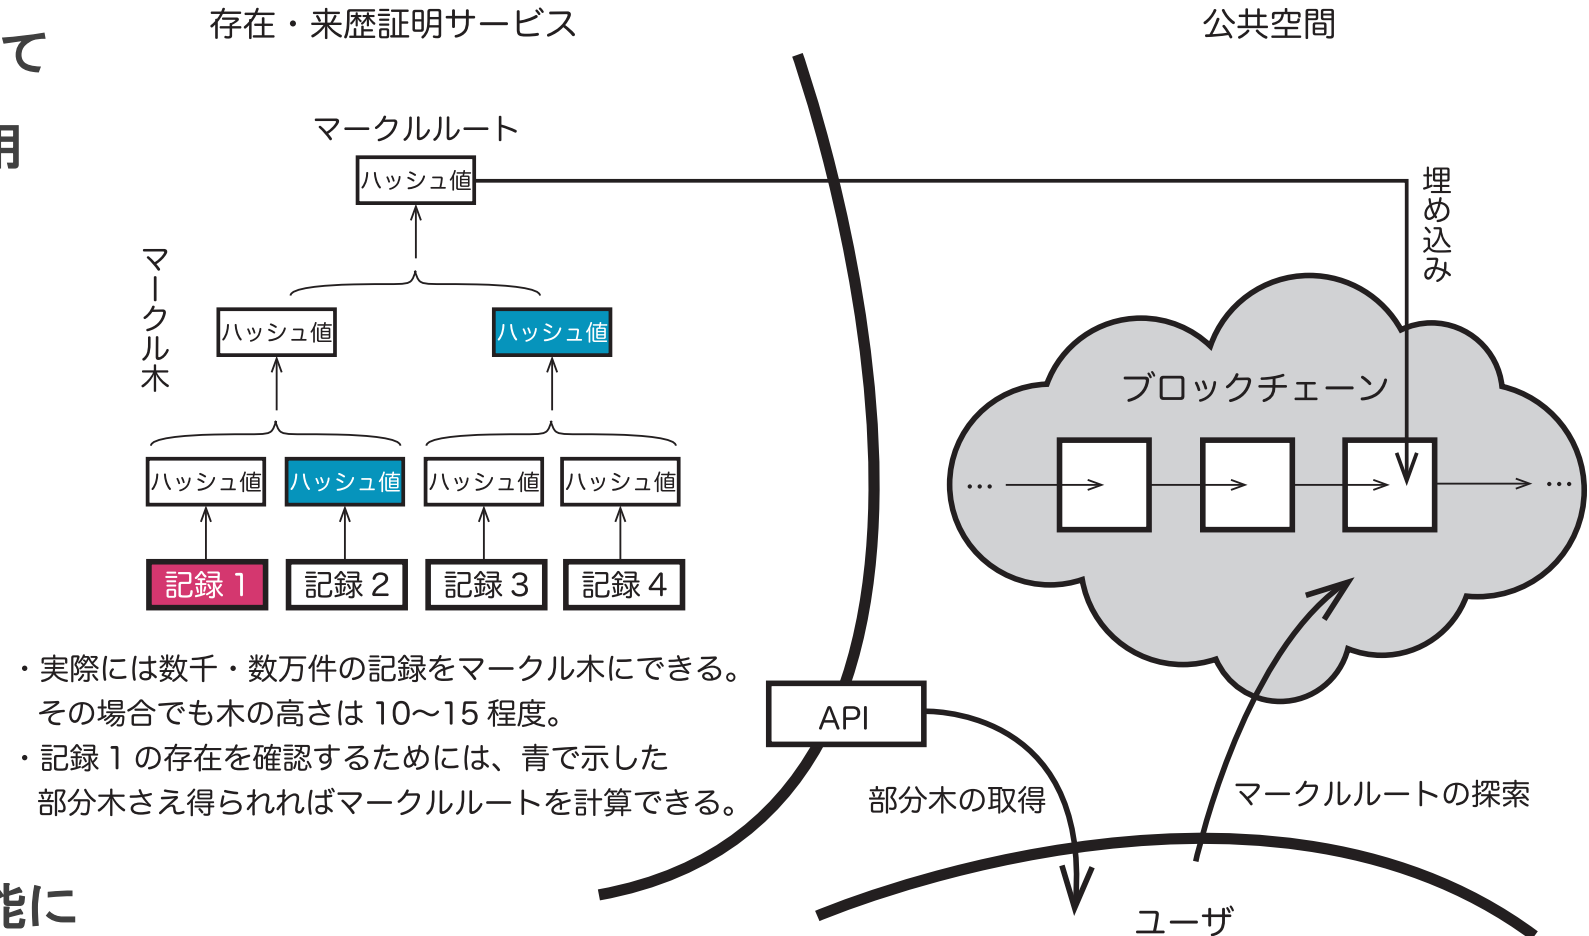 存在・来歴証明サービス
公共空間
て
マークルルート
ハッシュ値
埋め込み
マークル木
ハッシュ値 ハッシュ値
ブロックチェーン
ハッシュ値 ハッシュ値 ハッシュ値 ハッシュ値
… …
記録 1 記録 2 記録 3 記録 4
・実際には数千・数万件の記録をマークル木にできる。
その場合でも木の高さは 10〜15 程度。
・記録 1 の存在を確認するためには、青で示した
部分木さえ得られればマークルルートを計算できる。
API
部分木の取得
マークルルートの探索
能に
ユーザ